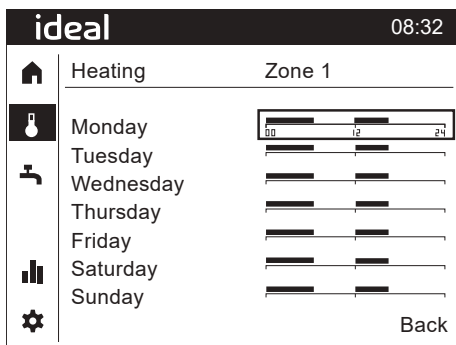 ideal 08:32
Heating Zone 1
Monday
00 12 24
Tuesday
Wednesday
Thursday
Friday
Saturday
Sunday
Back